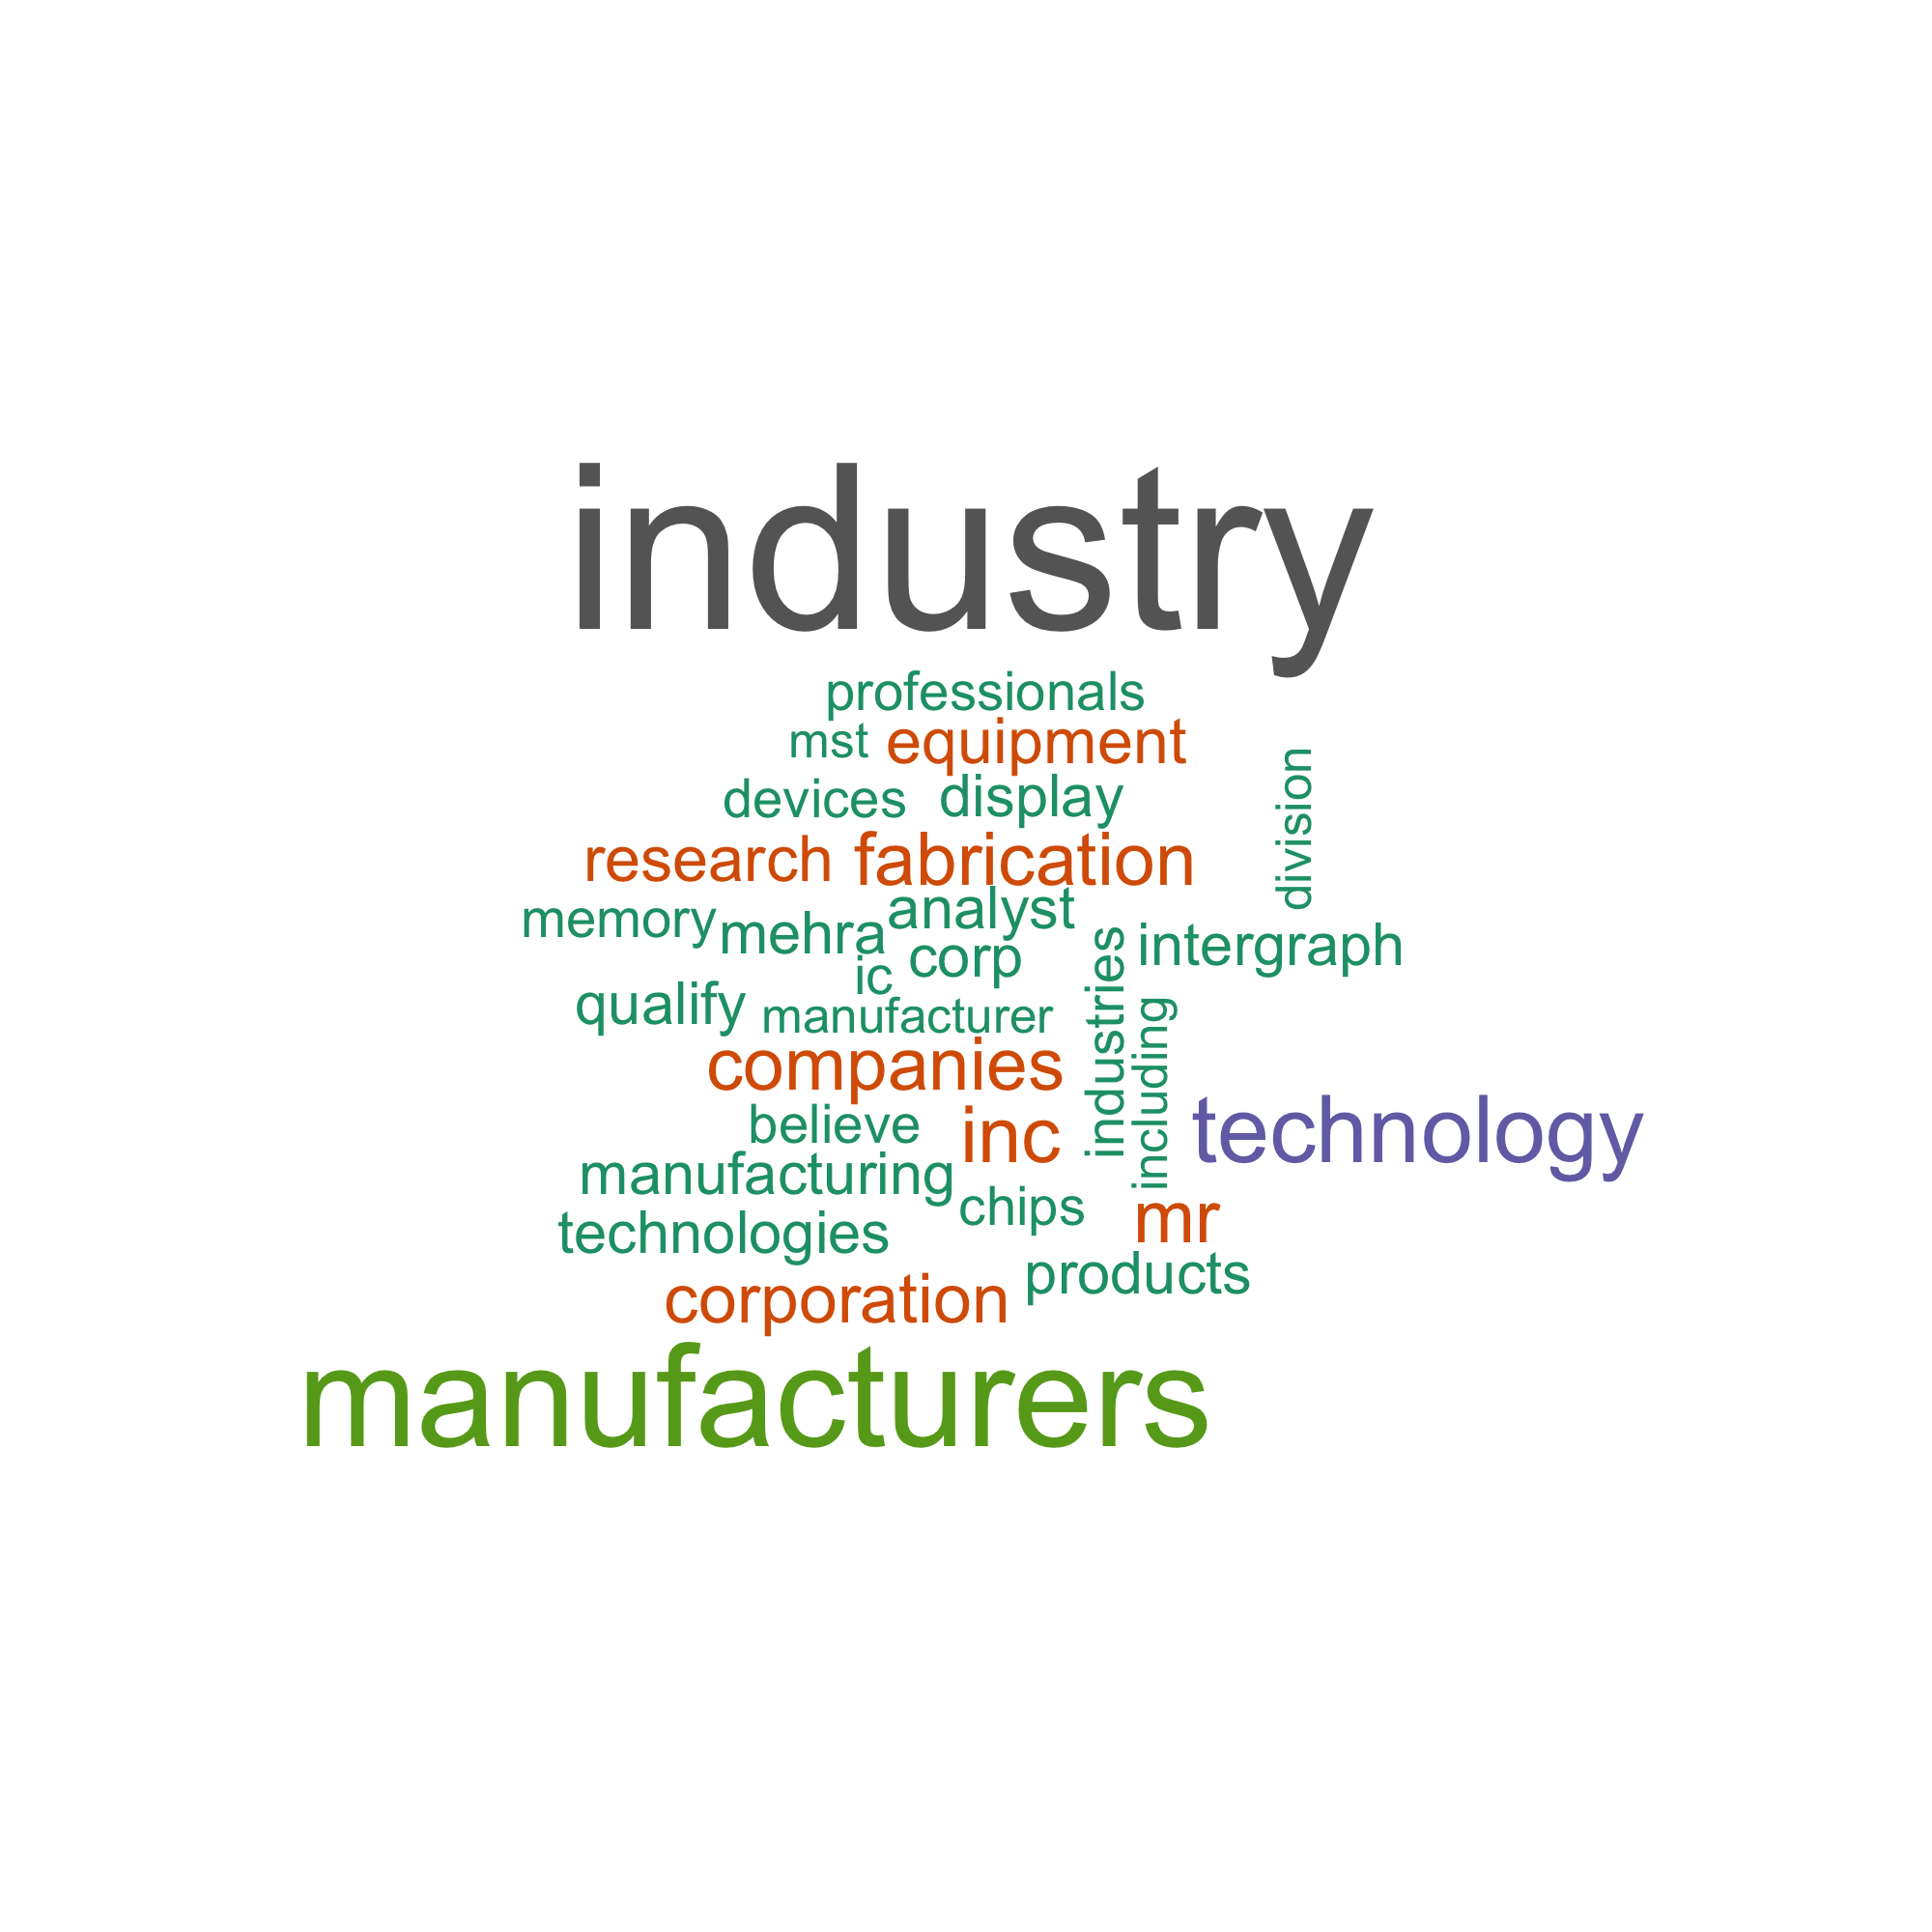 industry
professionals
mst equipment
devices display
division
research fabrication
memory mehra analyst
ic corp
intergraph
qualify manufacturer
industries
including
companies
believe inc
technology
manufacturing chips
mr
technologies
products
corporation
manufacturers